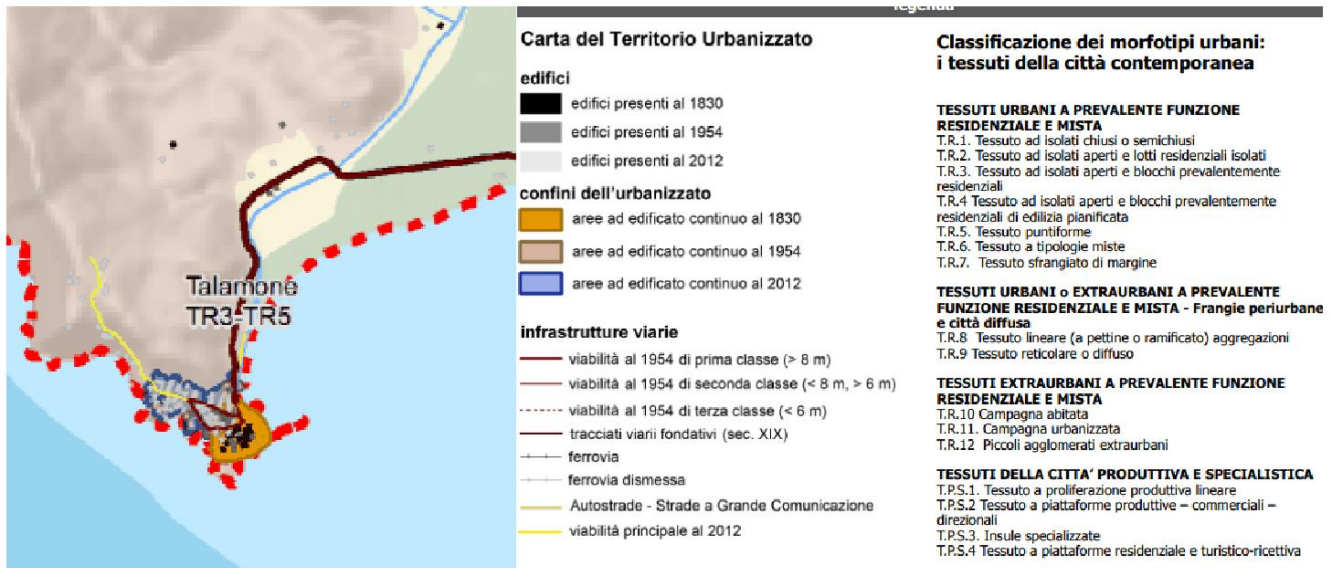 Talamone
TR3-TR5
legenda
Carta del Territorio Urbanizzato
edifici
edifici presenti al 1830
edifici presenti al 1954
edifici presenti al 2012
confini dell'urbanizzato
aree ad edificato continuo al 1830
aree ad edificato continuo al 1954
aree ad edificato continuo al 2012
infrastrutture viarie
viabilità al 1954 di prima classe (> 8 m)
viabilità al 1954 di seconda classe (< 8 m, > 6 m)
viabilità al 1954 di terza classe (< 6 m)
tracciati viarii fondativi (sec. XIX)
ferrovia
ferrovia dismessa
Autostrade - Strade a Grande Comunicazione
viabilità principale al 2012
Classificazione dei morfotipi urbani:
i tessuti della città contemporanea
TESSUTI URBANI A PREVALENTE FUNZIONE
RESIDENZIALE E MISTA
T.R.1. Tessuto ad isolati chiusi o semichiusi
T.R.2. Tessuto ad isolati aperti e lotti residenziali isolati
T.R.3. Tessuto ad isolati aperti e blocchi prevalentemente
residenziali
T.R.4 Tessuto ad isolati aperti e blocchi prevalentemente
residenziali di edilizia pianificata
T.R.5. Tessuto puntiforme
T.R.6. Tessuto a tipologie miste
T.R.7. Tessuto sfrangiato di margine
TESSUTI URBANI o EXTRAURBANI A PREVALENTE
FUNZIONE RESIDENZIALE E MISTA - Frangie periurbane
e città diffusa
T.R.8 Tessuto lineare (a pettine o ramificato) aggregazioni
T.R.9 Tessuto reticolare o diffuso
TESSUTI EXTRAURBANI A PREVALENTE FUNZIONE
RESIDENZIALE E MISTA
T.R.10 Campagna abitata
T.R.11. Campagna urbanizzata
T.R.12 Piccoli agglomerati extraurbani
TESSUTI DELLA CITTA' PRODUTTIVA E SPECIALISTICA
T.P.S.1. Tessuto a proliferazione produttiva lineare
T.P.S.2 Tessuto a piattaforme produttive – commerciali –
direzionali
T.P.S.3. Insule specializzate
T.P.S.4 Tessuto a piattaforme residenziale e turistico-ricettiva